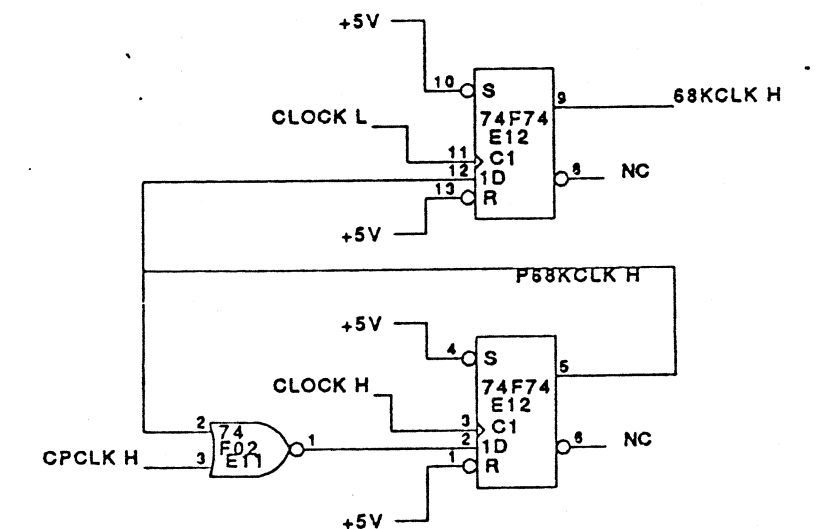 +5V
10
S
9
68KCLK H
74F74
E12
CLOCK L
11
C1
12
1D
8
NC
13
R
+5V
P68KCLK H
+5V
4
S
5
74F74
E12
CLOCK H
3
C1
2
1D
6
NC
1
R
+5V
2
74
F02
E11
1
CPCLK H
3